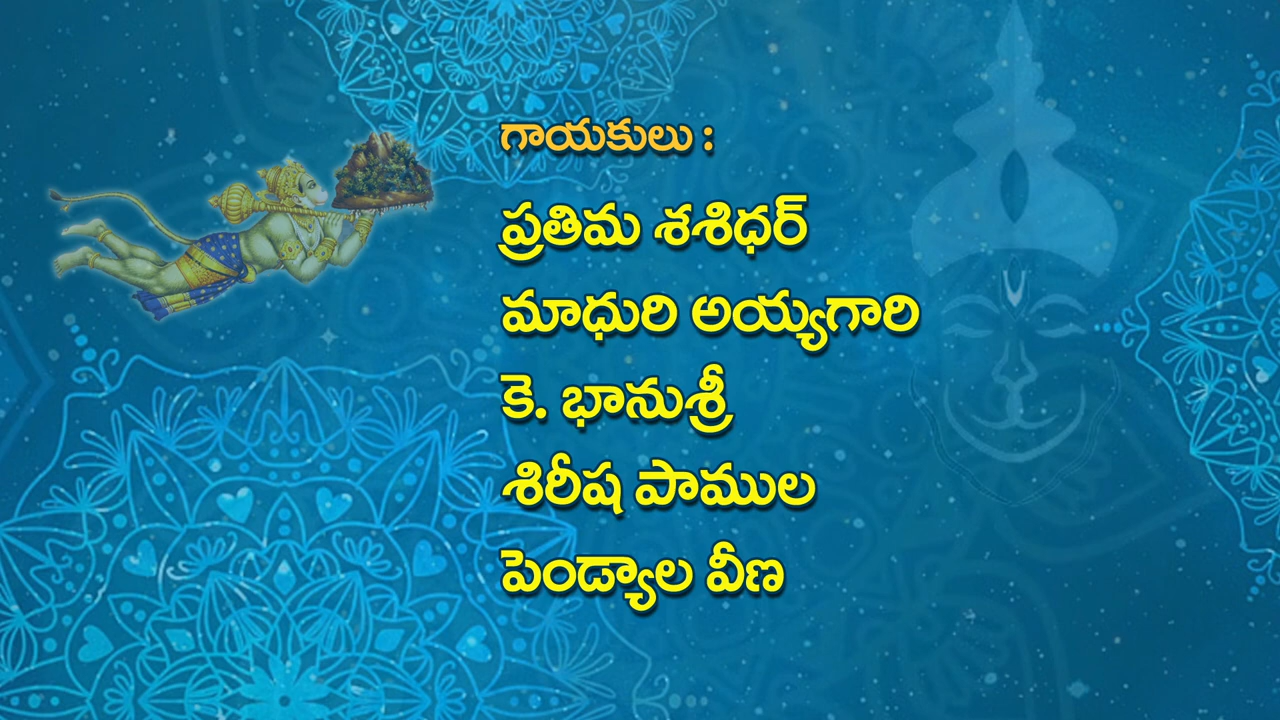 గాయకులు :
ప్రతిమ శశిధర్
మాధురి అయ్యగారి
కె. భానుశ్రీ
శిరీష పాముల
పెండ్యాల వీణ